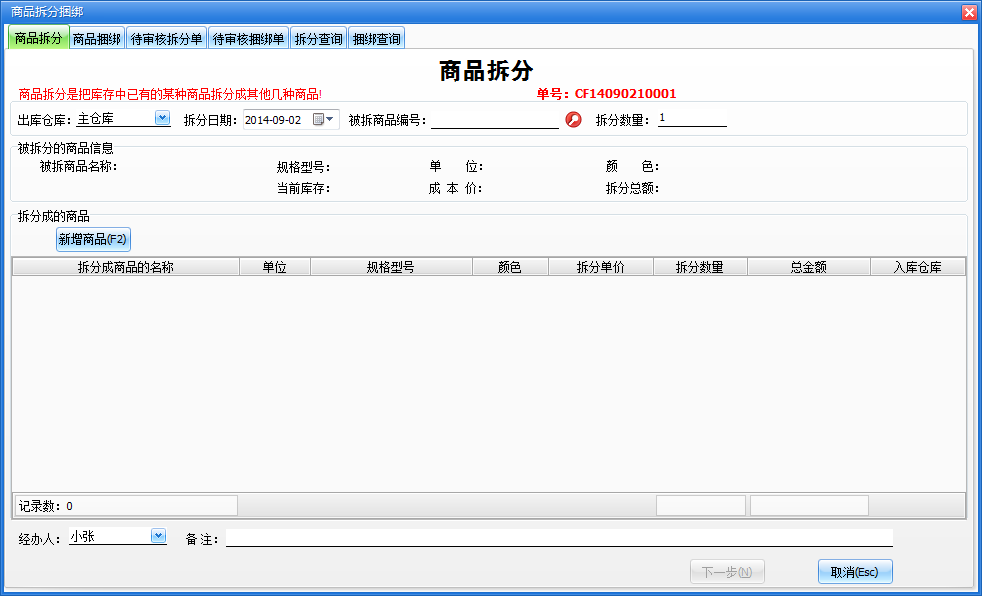 商品拆分捆绑
商品拆分 商品捆绑 待审核拆分单 待审核捆绑单 拆分查询 捆绑查询
商品拆分
商品拆分是把库存中已有的某种商品拆分成其他几种商品! 单号：CF14090210001
出库仓库： 主仓库 拆分日期： 2014-09-02 被拆商品编号： 拆分数量： 1
被拆分的商品信息
被拆商品名称： 规格型号： 单 位： 颜 色：
当前库存： 成 本 价： 拆分总额：
拆分成的商品
新增商品(F2)
拆分成商品的名称 单位 规格型号 颜色 拆分单价 拆分数量 总金额 入库仓库
记录数： 0
经办人： 小张 备 注：
下一步(N) 取消(Esc)